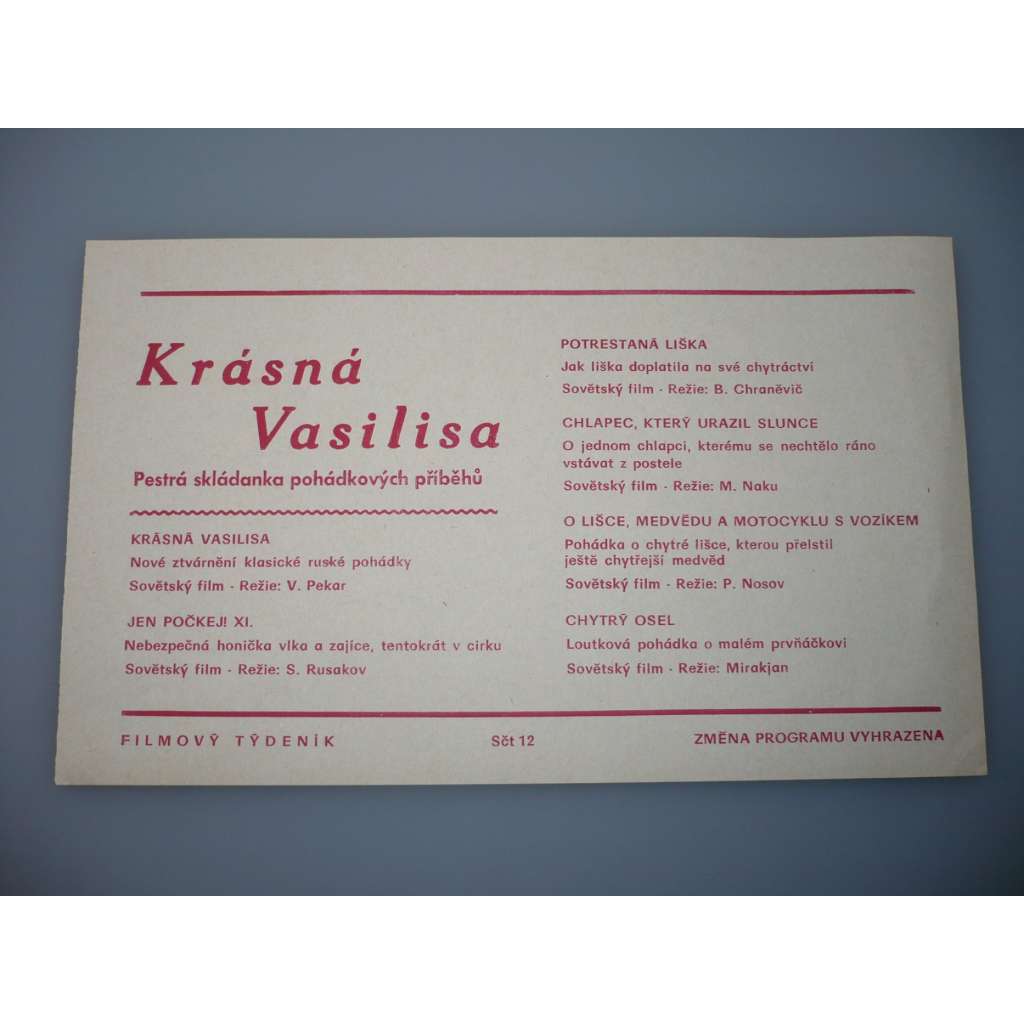 Krásná
Vasilisa
Pestrá skládanka pohádkových příběhů
KRÁSNÁ VASILISA
Nové ztvárnění klasické ruské pohádky
Sovětský film - Režie: V. Pekar
JEN POČKEJ! XI.
Nebezpečná honička vlka a zajíce, tentokrát v cirku
Sovětský film - Režie: S. Rusakov
POTRESTANÁ LIŠKA
Jak liška doplatila na své chytráctví
Sovětský film - Režie: B. Chraněvič
CHLAPEC, KTERÝ URAZIL SLUNCE
O jednom chlapci, kterému se nechtělo ráno
vstávat z postele
Sovětský film - Režie: M. Naku
O LIŠCE, MEDVĚDU A MOTOCYKLU S VOZÍKEM
Pohádka o chytré lišce, kterou přelstil
ještě chytřejší medvěd
Sovětský film - Režie: P. Nosov
CHYTRÝ OSEL
Loutková pohádka o malém prvňáčkovi
Sovětský film - Režie: Mirakjan
FILMOVÝ TÝDENÍK Sčt 12 ZMĚNA PROGRAMU VYHRAZENA